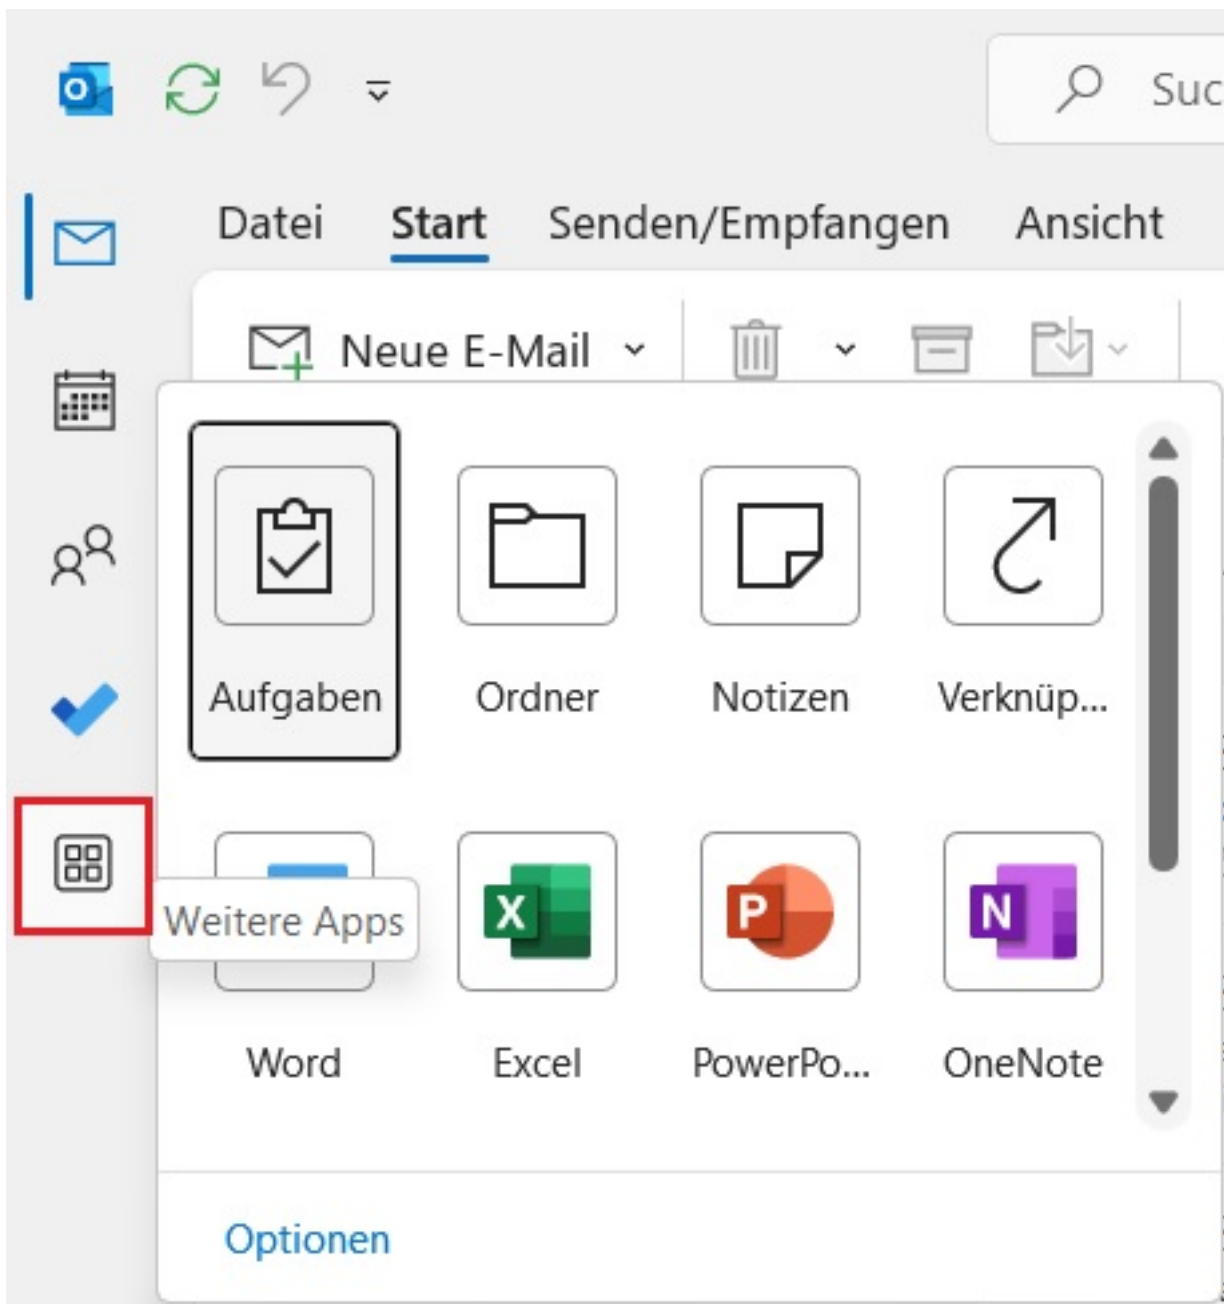 Suc
Datei Start Senden/Empfangen Ansicht
Neue E-Mail
Aufgaben Ordner Notizen Verknüp...
Weitere Apps
Word Excel PowerPo... OneNote
Optionen